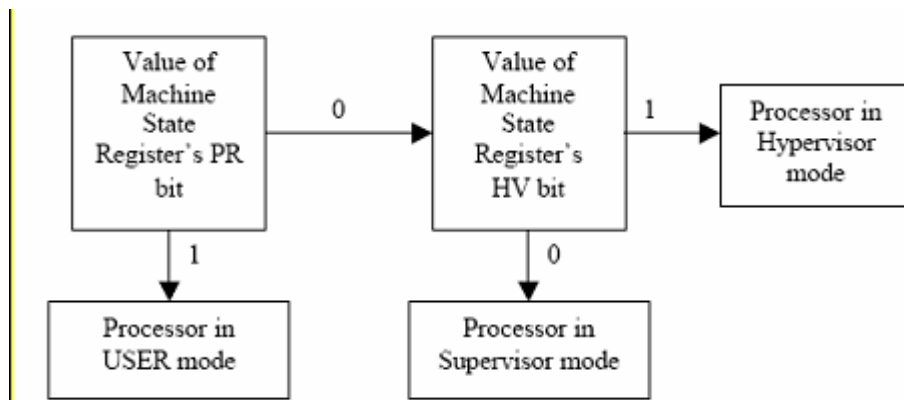 Value of
Machine
State
Register`s PR
bit
0
Value of
Machine
State
Register`s
HV bit
1
Processor in
Hypervisor
mode
1
0
Processor in
USER mode
Processor in
Supervisor mode